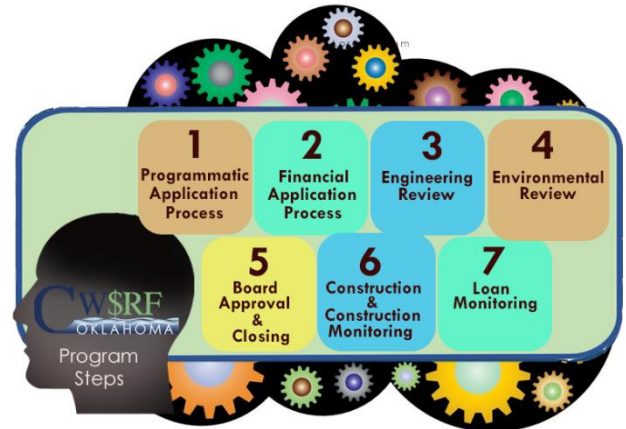 1
Programmatic
Application
Process
2
Financial
Application
Process
3
Engineering
Review
4
Environmental
Review
5
Board
Approval
&
Closing
6
Construction
&
Construction
Monitoring
7
Loan
Monitoring
CW$RF
OKLAHOMA
Program
Steps